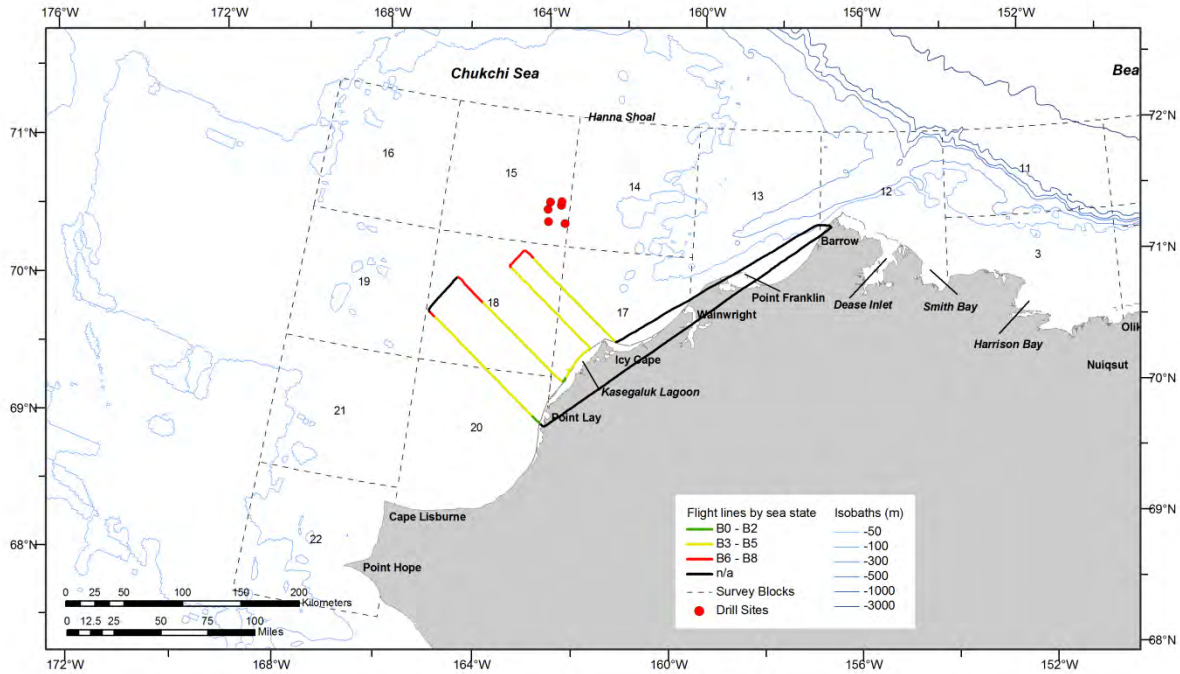 176°W
168°W
164°W
160°W
156°W
152°W
Chukchi Sea
Bea
72°N
71°N
Hanna Shoal
16
15
14
13
12
11
3
71°N
Barrow
70°N
19
18
17
Point Franklin
Dease Inlet
Smith Bay
Harrison Bay
Wainwright
Olik
Icy Cape
Nuiqsut
70°N
Kasegaluk Lagoon
69°N
21
20
Point Lay
Cape Lisburne
69°N
22
68°N
Point Hope
Flight lines by sea state
B0 - B2
B3 - B5
B6 - B8
n/a
Survey Blocks
Drill Sites
Isobaths (m)
-50
-100
-300
-500
-1000
-3000
0 25 50 100 150 200
Kilometers
0 12.5 25 50 75 100
Miles
68°N
172°W
168°W
164°W
160°W
156°W
152°W